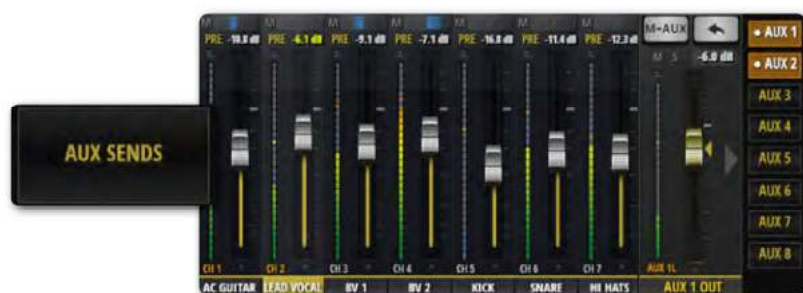 AUX SENDS
M
PRE -10.8 dB
PRE -6.1 dB
PRE -9.1 dB
PRE -7.1 dB
PRE -16.8 dB
PRE -11.4 dB
PRE -12.3 dB
M-AUX
M S -6.0 dB
CH 1
CH 2
CH 3
CH 4
CH 5
CH 6
CH 7
AUX 1L
AC GUITAR
LEAD VOCAL
BV 1
BV 2
KICK
SNARE
HI HATS
AUX 1 OUT
AUX 1
AUX 2
AUX 3
AUX 4
AUX 5
AUX 6
AUX 7
AUX 8